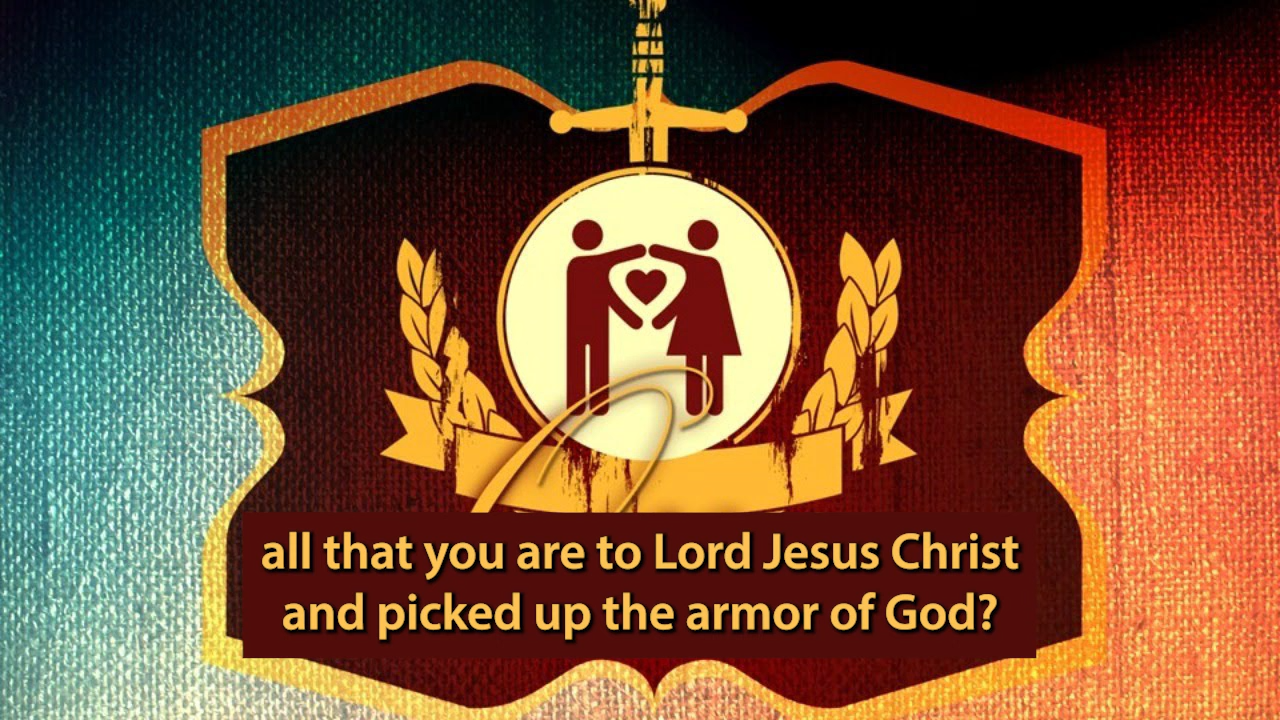 all that you are to Lord Jesus Christ
and picked up the armor of God?